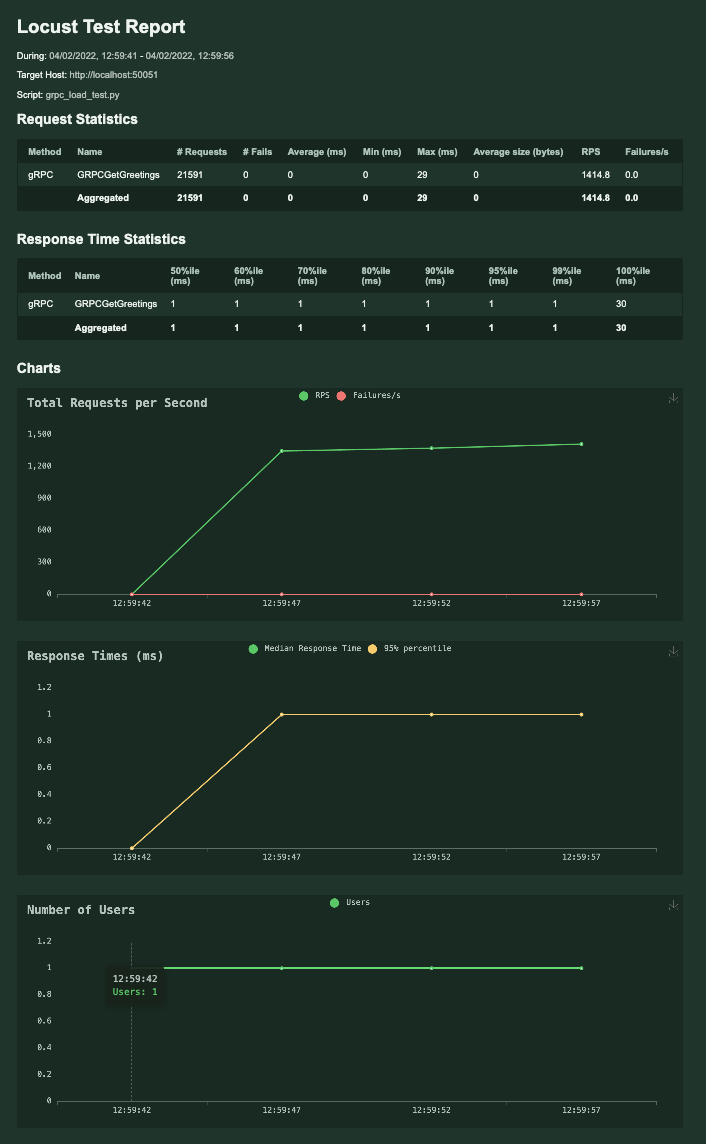 Locust Test Report
During: 04/02/2022, 12:59:41 - 04/02/2022, 12:59:56
Target Host: http://localhost:50051
Script: grpc_load_test.py
Request Statistics
Method Name # Requests # Fails Average (ms) Min (ms) Max (ms) Average size (bytes) RPS Failures/s
gRPC GRPCGetGreetings 21591 0 0 0 29 0 1414.8 0.0
Aggregated 21591 0 0 0 29 0 1414.8 0.0
Response Time Statistics
Method Name 50%ile (ms) 60%ile (ms) 70%ile (ms) 80%ile (ms) 90%ile (ms) 95%ile (ms) 99%ile (ms) 100%ile (ms)
gRPC GRPCGetGreetings 1 1 1 1 1 1 1 30
Aggregated 1 1 1 1 1 1 1 30
Charts
Total Requests per Second
RPS Failures/s
1,500
1,200
900
600
300
0
12:59:42 12:59:47 12:59:52 12:59:57
Response Times (ms)
Median Response Time 95% percentile
1.2
1
0.8
0.6
0.4
0.2
0
12:59:42 12:59:47 12:59:52 12:59:57
Number of Users
Users
1.2
1
0.8
0.6
0.4
0.2
0
12:59:42
Users: 1
12:59:42 12:59:47 12:59:52 12:59:57